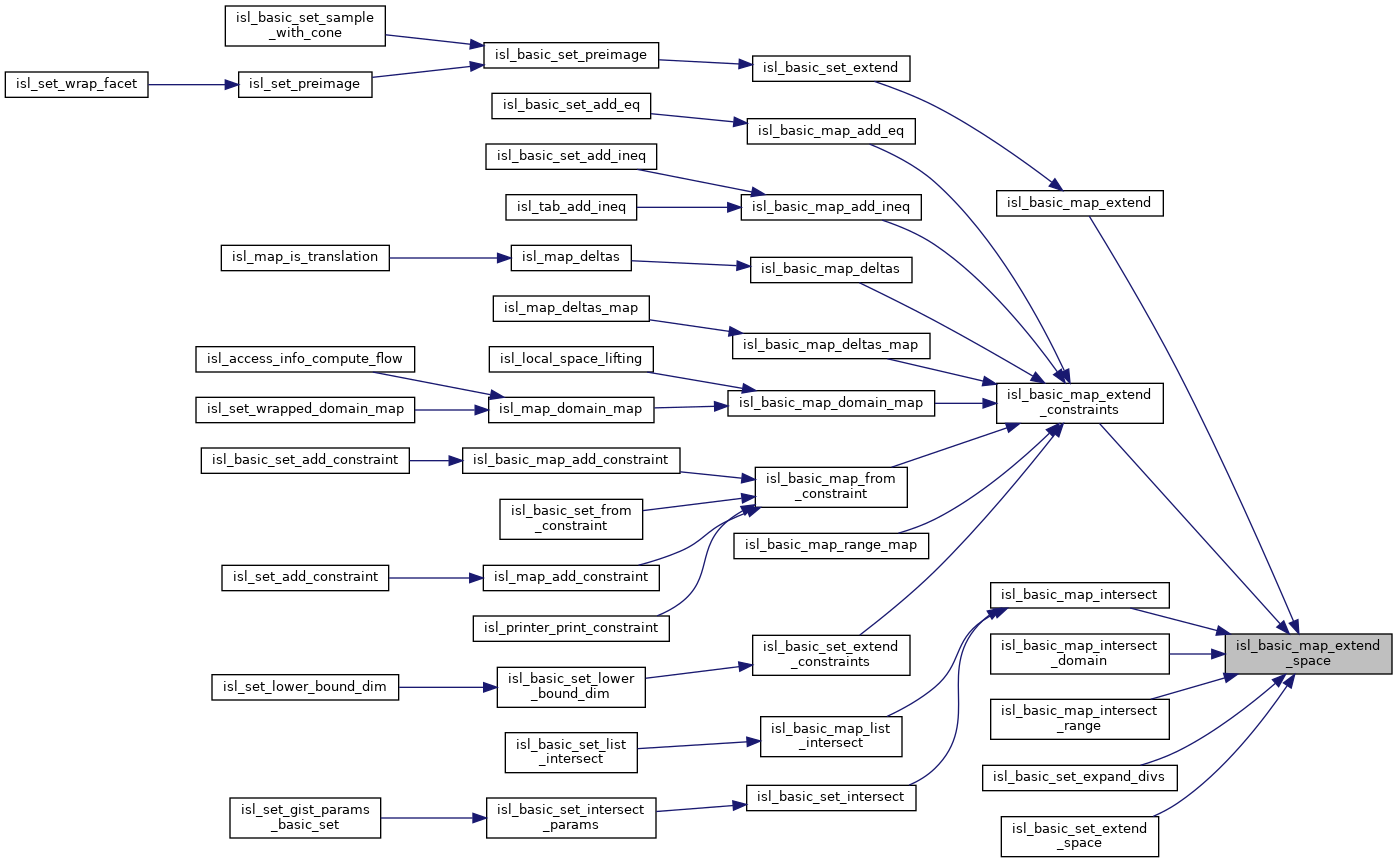 isl_basic_set_sample
_with_cone
isl_set_wrap_facet
isl_set_preimage
isl_basic_set_preimage
isl_basic_set_extend
isl_basic_set_add_eq
isl_basic_map_add_eq
isl_basic_set_add_ineq
isl_tab_add_ineq
isl_basic_map_add_ineq
isl_basic_map_extend
isl_map_is_translation
isl_map_deltas
isl_basic_map_deltas
isl_map_deltas_map
isl_basic_map_deltas_map
isl_access_info_compute_flow
isl_local_space_lifting
isl_set_wrapped_domain_map
isl_map_domain_map
isl_basic_map_domain_map
isl_basic_map_extend
_constraints
isl_basic_set_add_constraint
isl_basic_map_add_constraint
isl_basic_map_from
_constraint
isl_basic_set_from
_constraint
isl_basic_map_range_map
isl_set_add_constraint
isl_map_add_constraint
isl_printer_print_constraint
isl_basic_map_intersect
isl_basic_map_intersect
_domain
isl_basic_map_extend
_space
isl_basic_set_extend
_constraints
isl_set_lower_bound_dim
isl_basic_set_lower
_bound_dim
isl_basic_map_intersect
_range
isl_basic_set_list
_intersect
isl_basic_map_list
_intersect
isl_basic_set_expand_divs
isl_set_gist_params
_basic_set
isl_basic_set_intersect
_params
isl_basic_set_intersect
isl_basic_set_extend
_space